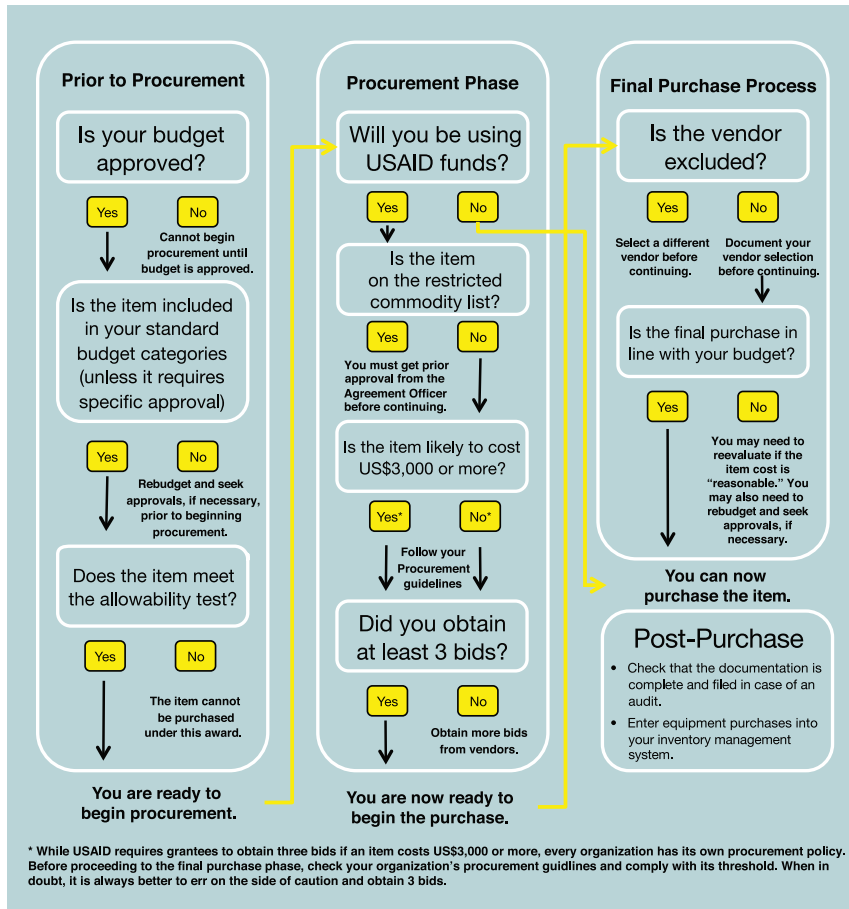 Prior to Procurement
Is your budget
approved?
Yes
No
Cannot begin
procurement until
budget is approved.
Is the item included
in your standard
budget categories
(unless it requires
specific approval)
Yes
No
Rebudget and seek
approvals, if necessary,
prior to beginning
procurement.
Does the item meet
the allowability test?
Yes
No
The item cannot
be purchased
under this award.
You are ready to
begin procurement.
Procurement Phase
Will you be using
USAID funds?
Yes
No
Is the item
on the restricted
commodity list?
Yes
No
You must get prior
approval from the
Agreement Officer
before continuing.
Is the item likely to cost
US$3,000 or more?
Yes*
No*
Follow your
Procurement
guidelines
Did you obtain
at least 3 bids?
Yes
No
Obtain more bids
from vendors.
You are now ready to
begin the purchase.
Final Purchase Process
Is the vendor
excluded?
Yes
No
Select a different
vendor before
continuing.
Document your
vendor selection
before continuing.
Is the final purchase in
line with your budget?
Yes
No
You may need to
reevaluate if the
item cost is
“reasonable.” You
may also need to
rebudget and seek
approvals, if
necessary.
You can now
purchase the item.
Post-Purchase
• Check that the documentation is
complete and filed in case of an
audit.
• Enter equipment purchases into
your inventory management
system.
* While USAID requires grantees to obtain three bids if an item costs US$3,000 or more, every organization has its own procurement policy.
Before proceeding to the final purchase phase, check your organization’s procurement guidlines and comply with its threshold. When in
doubt, it is always better to err on the side of caution and obtain 3 bids.